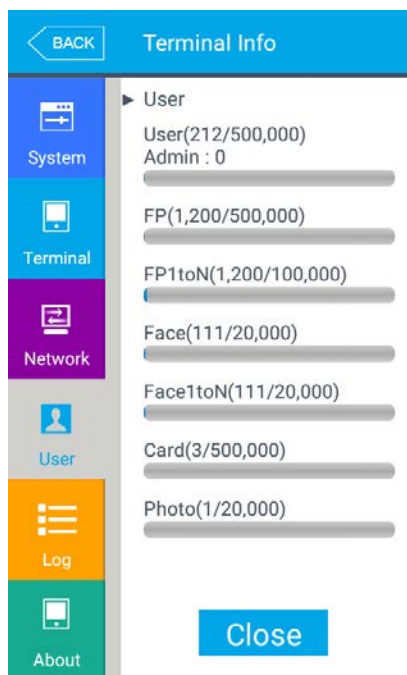 BACK
Terminal Info
System
Terminal
Network
User
Log
About
User
User(212/500,000)
Admin : 0
FP(1,200/500,000)
FP1toN(1,200/100,000)
Face(111/20,000)
Face1toN(111/20,000)
Card(3/500,000)
Photo(1/20,000)
Close